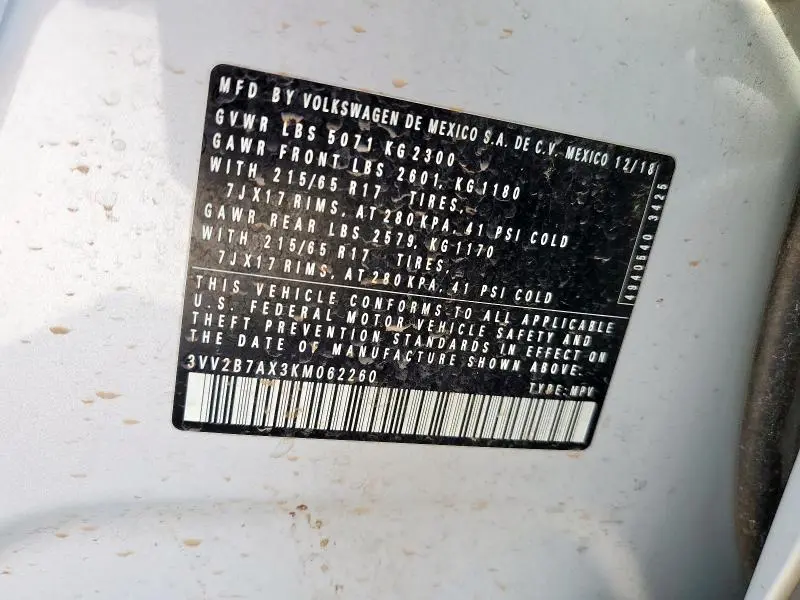 MFD BY VOLKSWAGEN DE MEXICO S.A. DE C.V. MEXICO 12/18
GVWR LBS 5071 KG 2300
GAWR FRONT LBS 2601, KG 1180
WITH 215/65 R17 TIRES,
7JX17 RIMS, AT 280 KPA, 41 PSI COLD
GAWR REAR LBS 2579, KG 1170
WITH 215/65 R17 TIRES,
7JX17 RIMS, AT 280 KPA, 41 PSI COLD
4940540 3425
THIS VEHICLE CONFORMS TO ALL APPLICABLE
U.S. FEDERAL MOTOR VEHICLE SAFETY AND
THEFT PREVENTION STANDARDS IN EFFECT ON
THE DATE OF MANUFACTURE SHOWN ABOVE.
3VV2B7AX3KM062260 TYPE: MPV